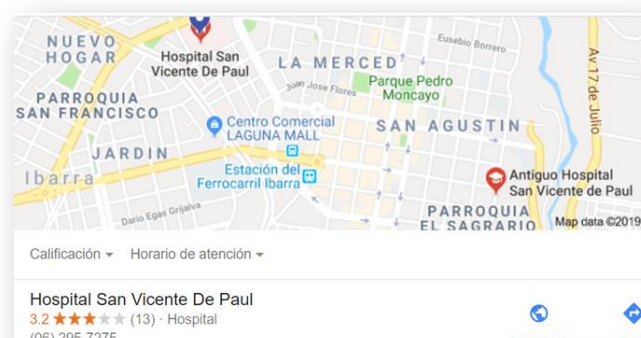 NUEVO
HOGAR
Hospital San
Vicente De Paul
Eusebio Borrero
LA MERCED
Juan Jose Flores
Parque Pedro
Moncayo
Av. 17 de Julio
PARROQUIA
SAN FRANCISCO
Centro Comercial
LAGUNA MALL
SAN AGUSTIN
JARDIN
Ibarra
Estación del
Ferrocarril Ibarra
Antiguo Hospital
San Vicente de Paul
Dario Egas Grijalva
PARROQUIA
EL SAGRARIO
Map data ©2019
Calificación
Horario de atención
Hospital San Vicente De Paul
3.2 (13) · Hospital
(06) 295-7275